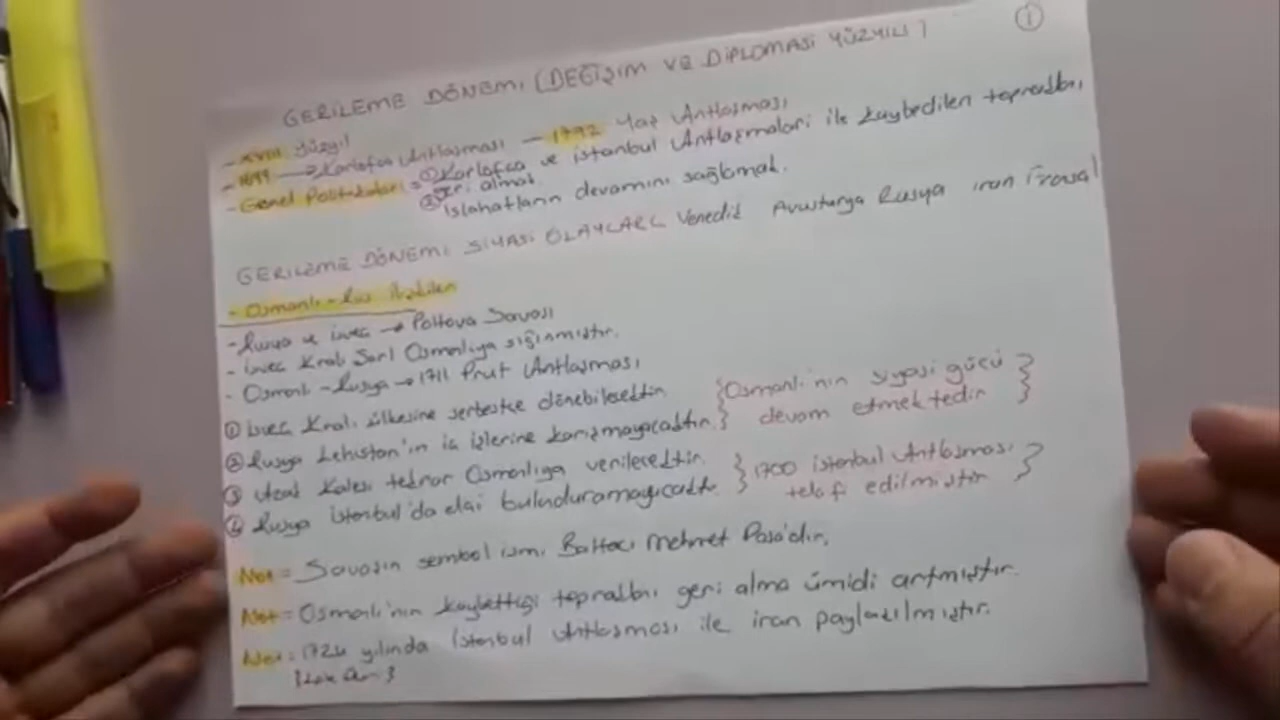 ①
GERİLEME DÖNEMİ (DEĞİŞİM VE DİPLOMASİ YÜZYILI)
- XVIII. Yüzyıl
- 1699 → Karlofça Antlaşması — 1792 Yaş Antlaşması
- Genel Politikaları = ① Karlofça ve İstanbul Antlaşmaları ile kaybedilen toprakları
geri almak.
② Islahatların devamını sağlamak.
GERİLEME DÖNEMİ SİYASİ OLAYLARI Venedik Avusturya Rusya İran Fransa
- Osmanlı - Rus İlişkileri
- Rusya ve İsveç → Poltova Savaşı
- İsveç Kralı Şarl Osmanlıya sığınmıştır.
- Osmanlı - Rusya → 1711 Prut Antlaşması
① İsveç Kralı ülkesine serbestçe dönebilecektir.
② Rusya Lehistan'ın iç işlerine karışmayacaktır. } {Osmanlı'nın siyasi gücü devam etmektedir }
③ Azak Kalesi tekrar Osmanlıya verilecektir.
④ Rusya İstanbul'da elçi bulunduramayacaktır. } 1700 İstanbul Antlaşması telafi edilmiştir }
Not = Savaşın sembol ismi Baltacı Mehmet Paşa'dır.
Not = Osmanlı'nın kaybettiği toprakları geri alma ümidi artmıştır.
Not = 1724 yılında İstanbul Antlaşması ile İran paylaşılmıştır.